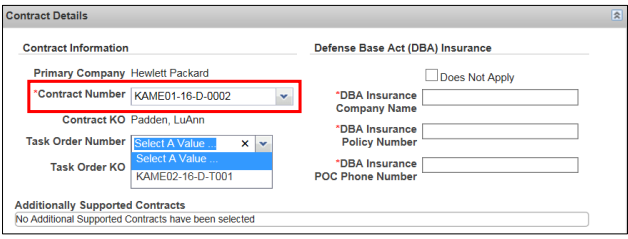 Contract Details
Contract Information
Primary Company Hewlett Packard
*Contract Number KAME01-16-D-0002
Contract KO Padden, LuAnn
Task Order Number Select A Value ... x
Select A Value ...
Task Order KO KAME02-16-D-T001
Defense Base Act (DBA) Insurance
Does Not Apply
*DBA Insurance
Company Name
*DBA Insurance
Policy Number
*DBA Insurance
POC Phone Number
Additionally Supported Contracts
No Additional Supported Contracts have been selected